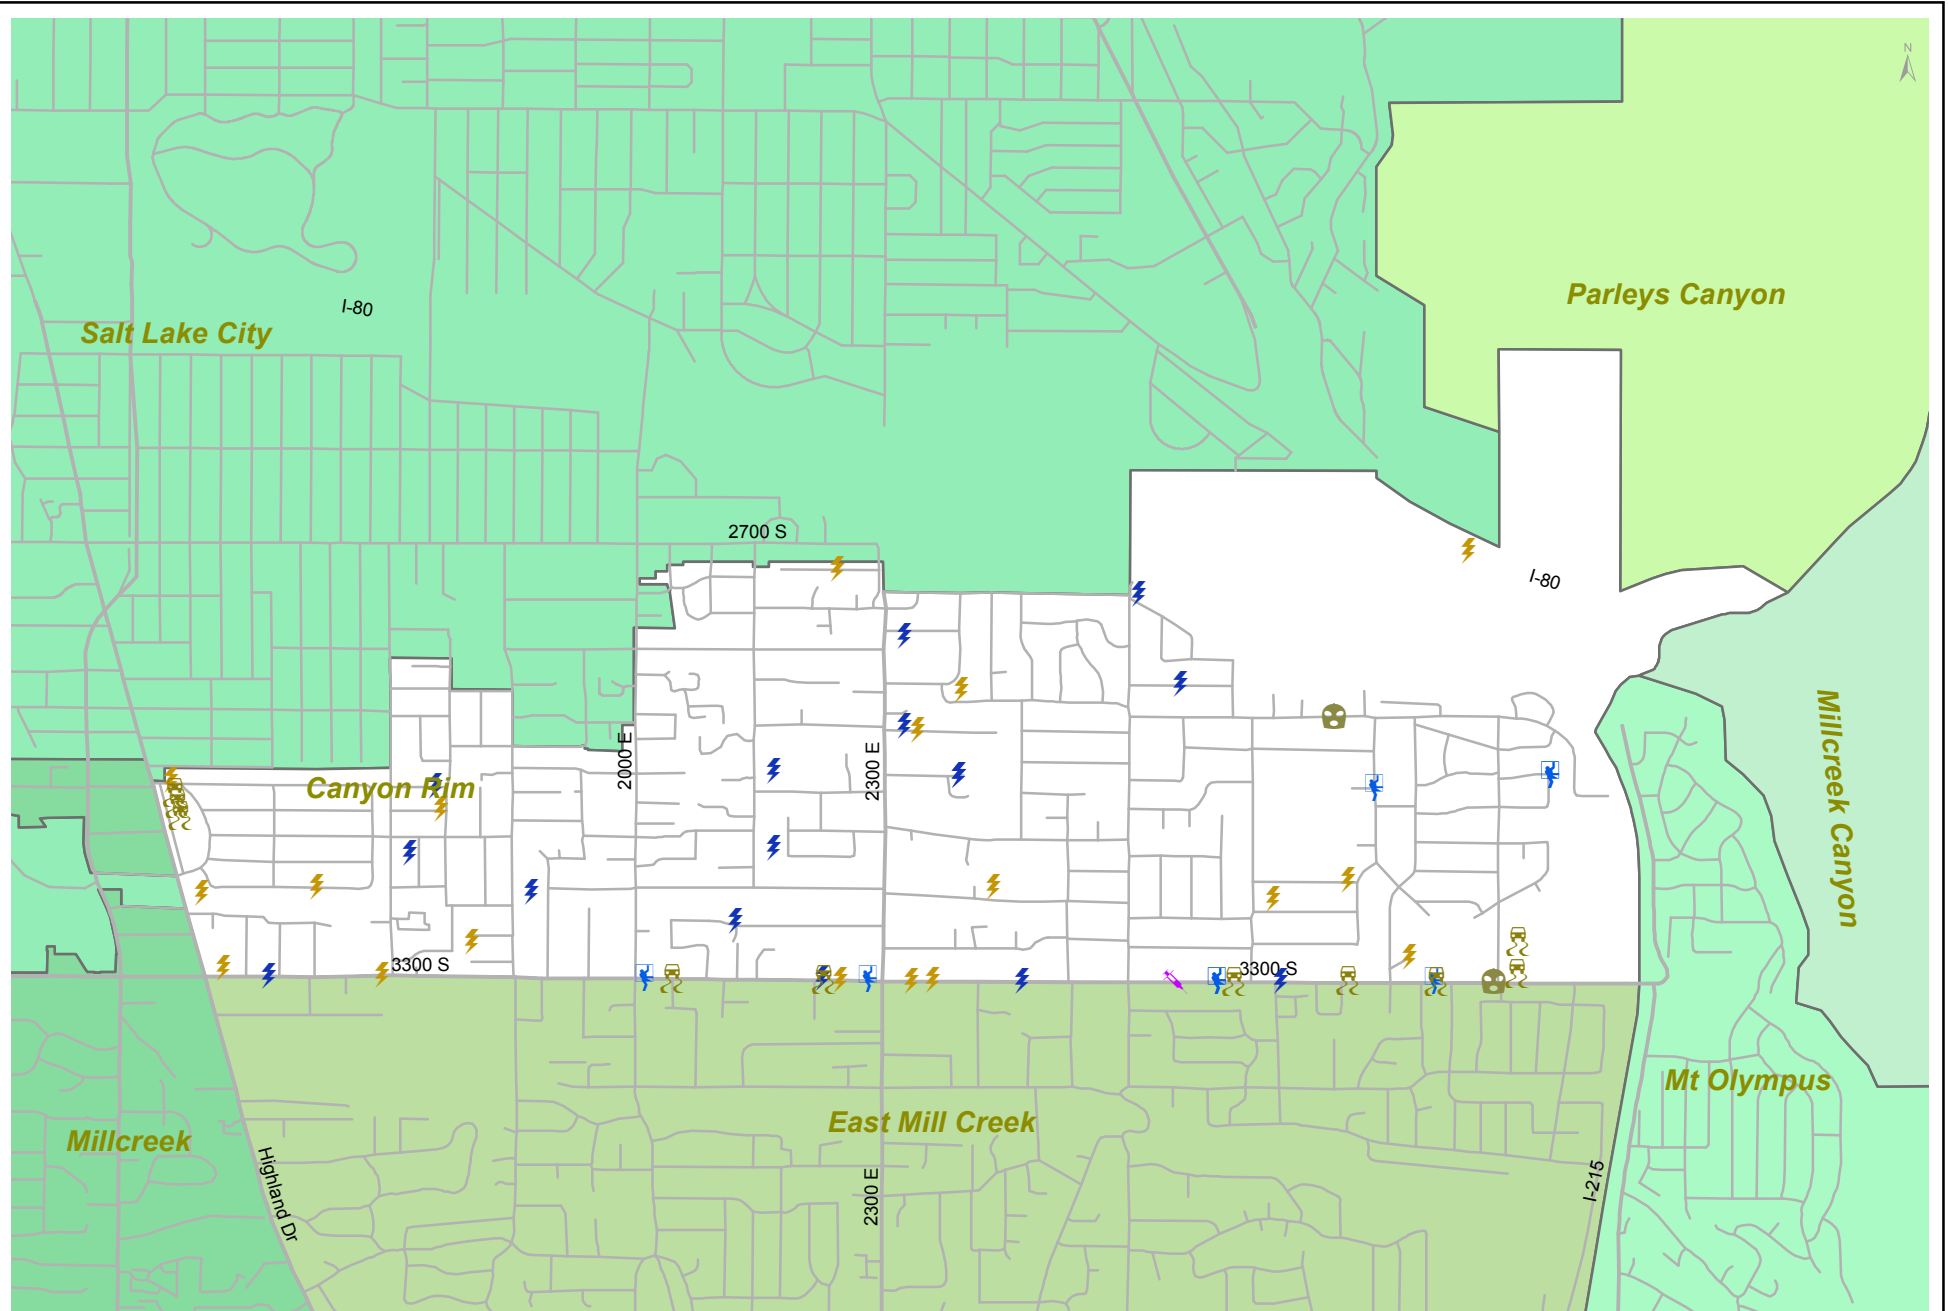 N
Parleys Canyon
I-80
Salt Lake City
2700 S
I-80
Canyon Rim
2000 E
2300 E
Millcreek Canyon
3300 S
3300 S
Mt Olympus
East Mill Creek
Millcreek
Highland Dr
2300 E
I-215